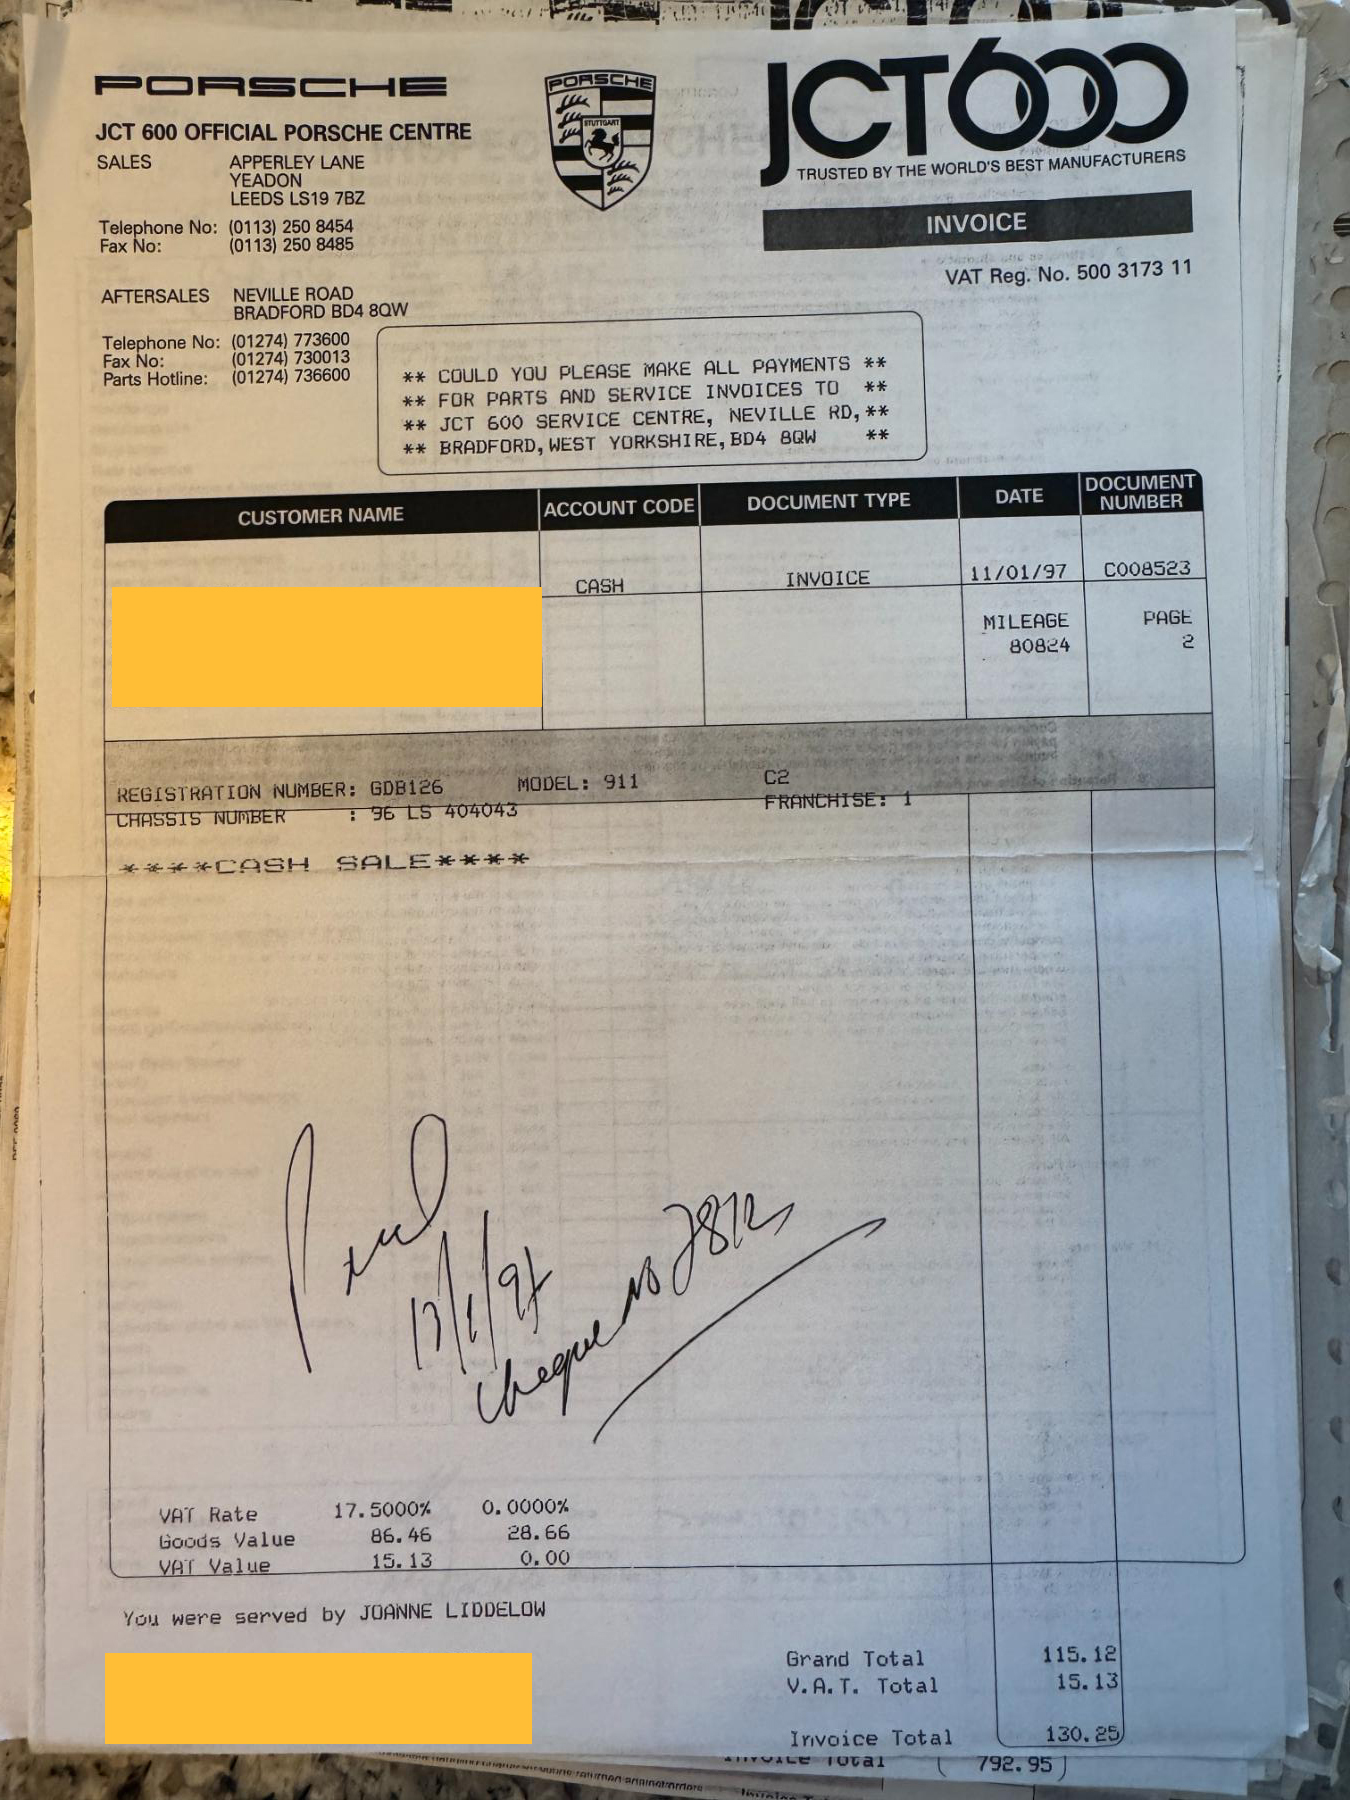 PORSCHE
JCT 600 OFFICIAL PORSCHE CENTRE
SALES APPERLEY LANE
YEADON
LEEDS LS19 7BZ
Telephone No: (0113) 250 8454
Fax No: (0113) 250 8485
AFTERSALES NEVILLE ROAD
BRADFORD BD4 8QW
Telephone No: (01274) 773600
Fax No: (01274) 730013
Parts Hotline: (01274) 736600
PORSCHE
STUTTGART
JCT600
TRUSTED BY THE WORLD'S BEST MANUFACTURERS
INVOICE
VAT Reg. No. 500 3173 11
** COULD YOU PLEASE MAKE ALL PAYMENTS **
** FOR PARTS AND SERVICE INVOICES TO **
** JCT 600 SERVICE CENTRE, NEVILLE RD, **
** BRADFORD, WEST YORKSHIRE, BD4 8QW **
CUSTOMER NAME ACCOUNT CODE DOCUMENT TYPE DATE DOCUMENT NUMBER
CASH INVOICE 11/01/97 C008523
MILEAGE PAGE
80824 2
REGISTRATION NUMBER: GDB126 MODEL: 911 C2
CHASSIS NUMBER : 96 LS 404043 FRANCHISE: 1
****CASH SALE****
13/1/97
Cheque No
VAT Rate 17.5000% 0.0000%
Goods Value 86.46 28.66
VAT Value 15.13 0.00
You were served by JOANNE LIDDELOW
Grand Total 115.12
V.A.T. Total 15.13
Invoice Total 130.25
Invoice Total 792.95